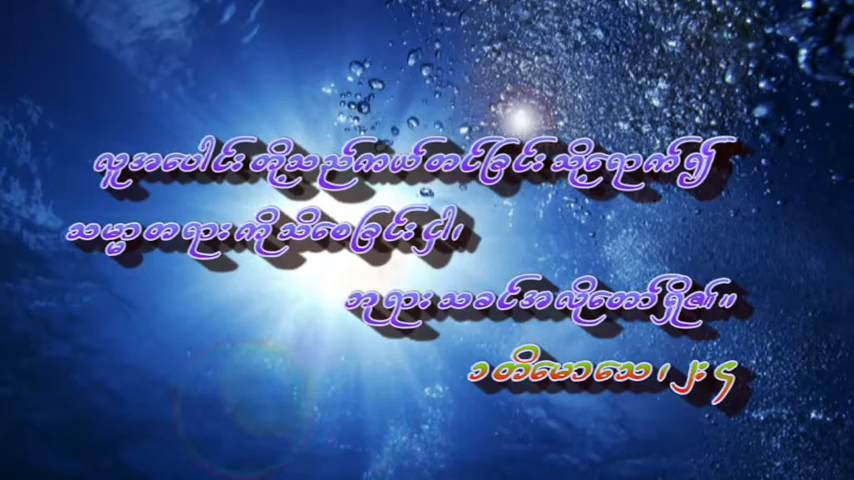 လူအပေါင်းတို့သည်ကယ်တင်ခြင်းသို့ရောက်၍
သမ္မာတရားကိုသိစေခြင်းငှါ၊
ဘုရားသခင်အလိုတော်ရှိ၏။
၁တိမောသေ၊ ၂း ၄